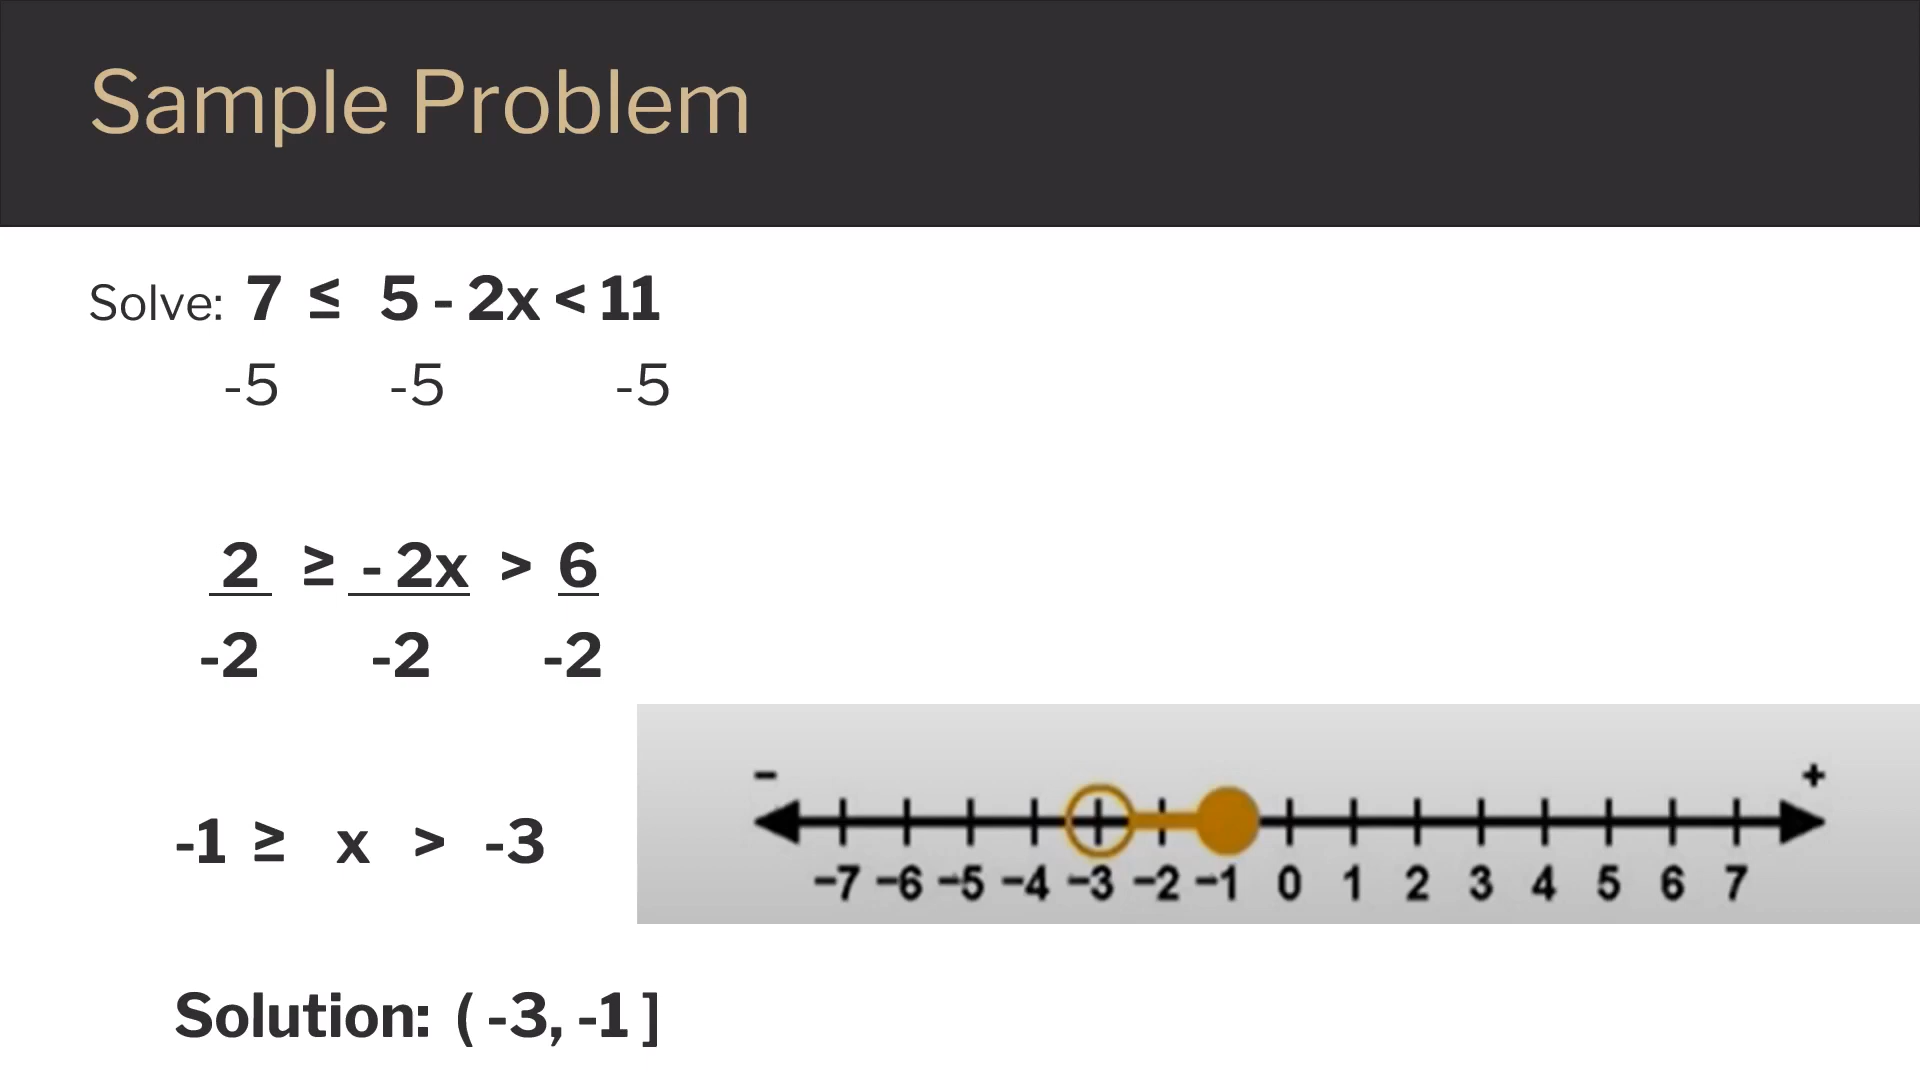 Sample Problem
Solve: 7 ≤ 5 - 2x < 11
-5 -5 -5
2 ≥ - 2x > 6
-2 -2 -2
-1 ≥ x > -3
− +
−7 −6 −5 −4 −3 −2 −1 0 1 2 3 4 5 6 7
Solution: ( -3, -1 ]